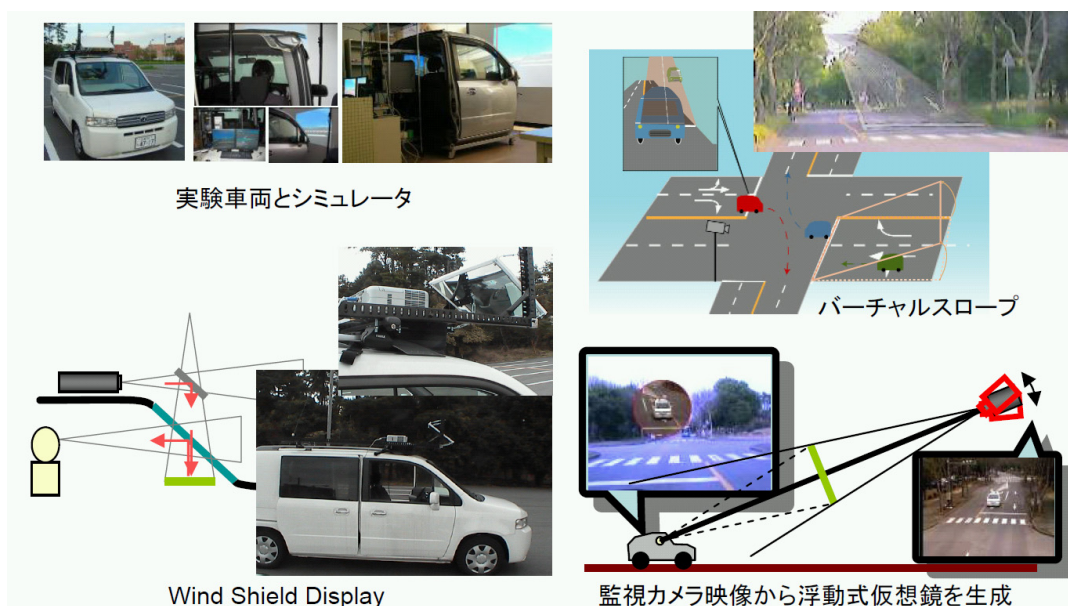 実験車両とシミュレータ
バーチャルスロープ
Wind Shield Display
監視カメラ映像から浮動式仮想鏡を生成